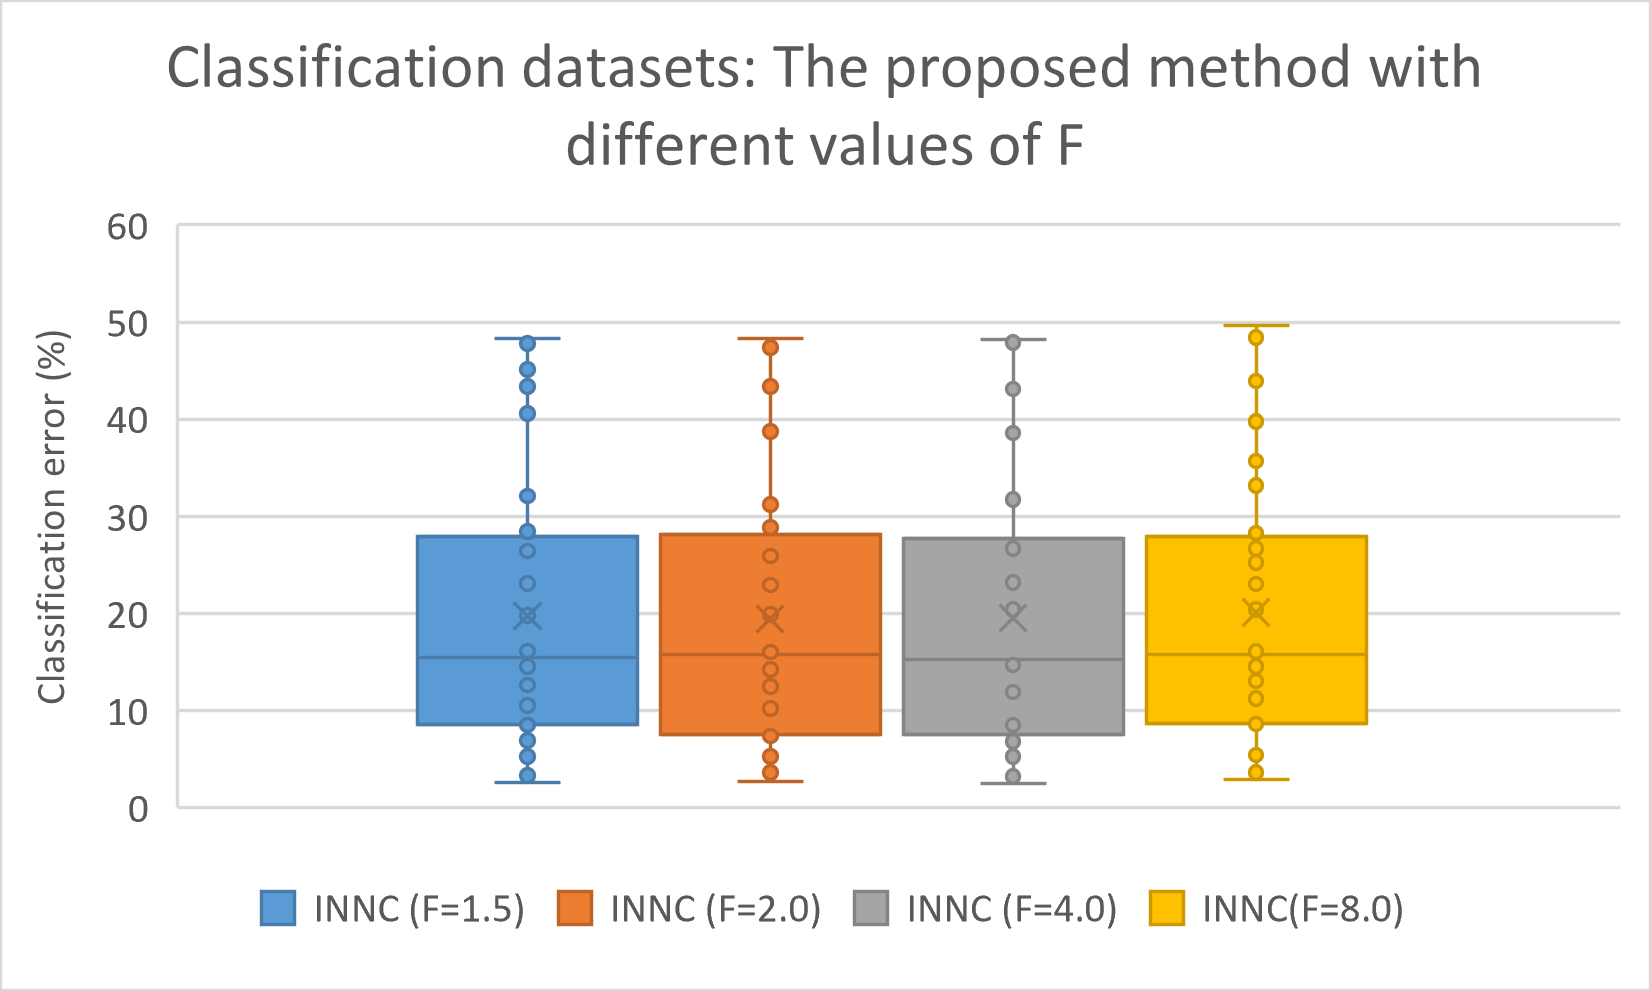 Classification datasets: The proposed method with
different values of F
Classification error (%)
60
50
40
30
20
10
0
INNC (F=1.5)
INNC (F=2.0)
INNC (F=4.0)
INNC(F=8.0)